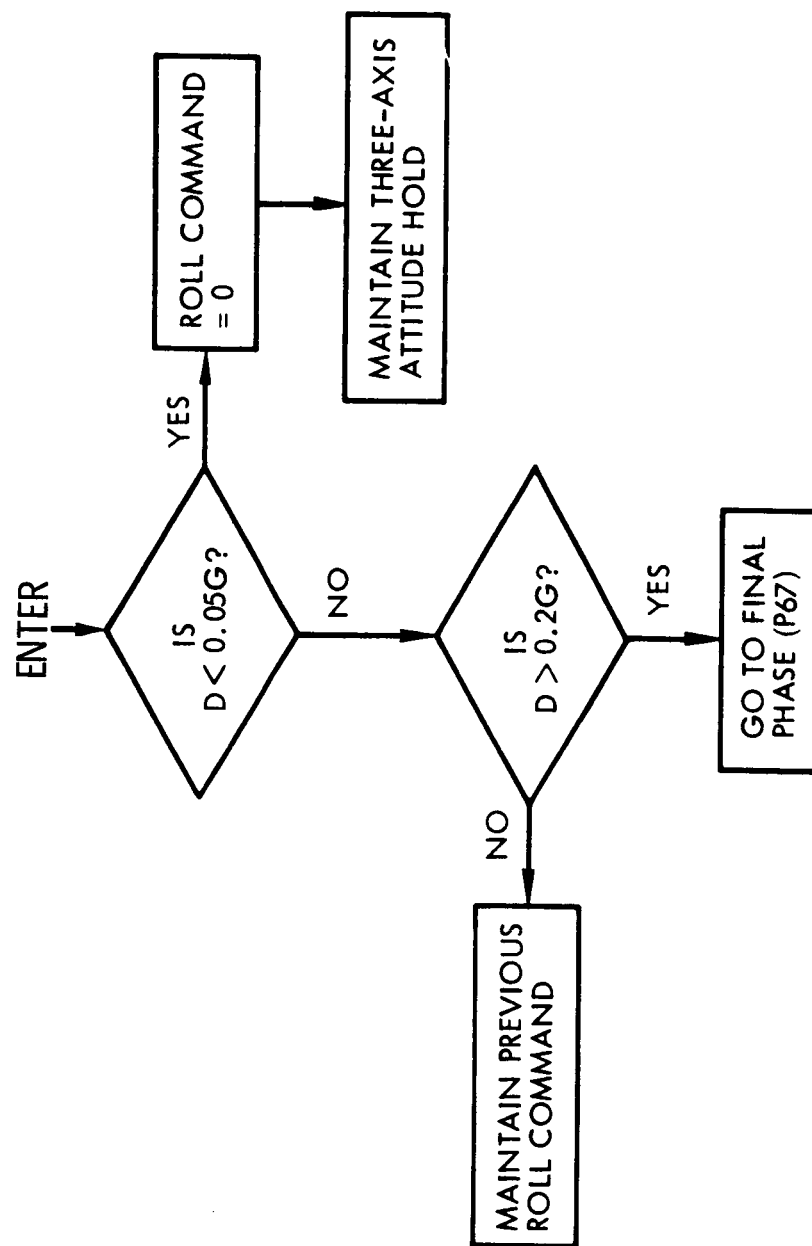 ENTER
IS
D < 0.05G?
YES
ROLL COMMAND
= 0
MAINTAIN THREE-AXIS
ATTITUDE HOLD
NO
IS
D > 0.2G?
NO
MAINTAIN PREVIOUS
ROLL COMMAND
YES
GO TO FINAL
PHASE (P67)